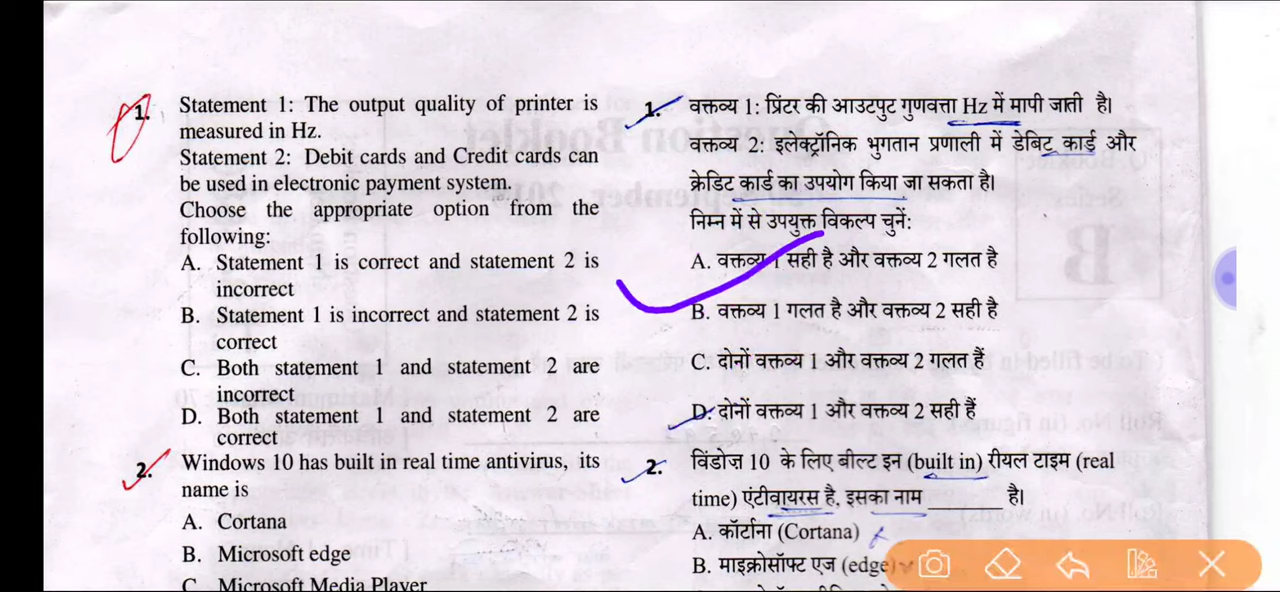 1. Statement 1: The output quality of printer is
measured in Hz.
Statement 2: Debit cards and Credit cards can
be used in electronic payment system.
Choose the appropriate option from the
following:
A. Statement 1 is correct and statement 2 is
incorrect
B. Statement 1 is incorrect and statement 2 is
correct
C. Both statement 1 and statement 2 are
incorrect
D. Both statement 1 and statement 2 are
correct
2. Windows 10 has built in real time antivirus, its
name is
A. Cortana
B. Microsoft edge
C. Microsoft Media Player
1. वक्तव्य 1: प्रिंटर की आउटपुट गुणवत्ता Hz में मापी जाती है।
वक्तव्य 2: इलेक्ट्रॉनिक भुगतान प्रणाली में डेबिट कार्ड और
क्रेडिट कार्ड का उपयोग किया जा सकता है।
निम्न में से उपयुक्त विकल्प चुनें:
A. वक्तव्य 1 सही है और वक्तव्य 2 गलत है
B. वक्तव्य 1 गलत है और वक्तव्य 2 सही है
C. दोनों वक्तव्य 1 और वक्तव्य 2 गलत हैं
D. दोनों वक्तव्य 1 और वक्तव्य 2 सही हैं
2. विंडोज 10 के लिए बील्ट इन (built in) रीयल टाइम (real
time) एंटीवायरस है, इसका नाम ________ है।
A. कॉर्टाना (Cortana)
B. माइक्रोसॉफ्ट एज (edge)